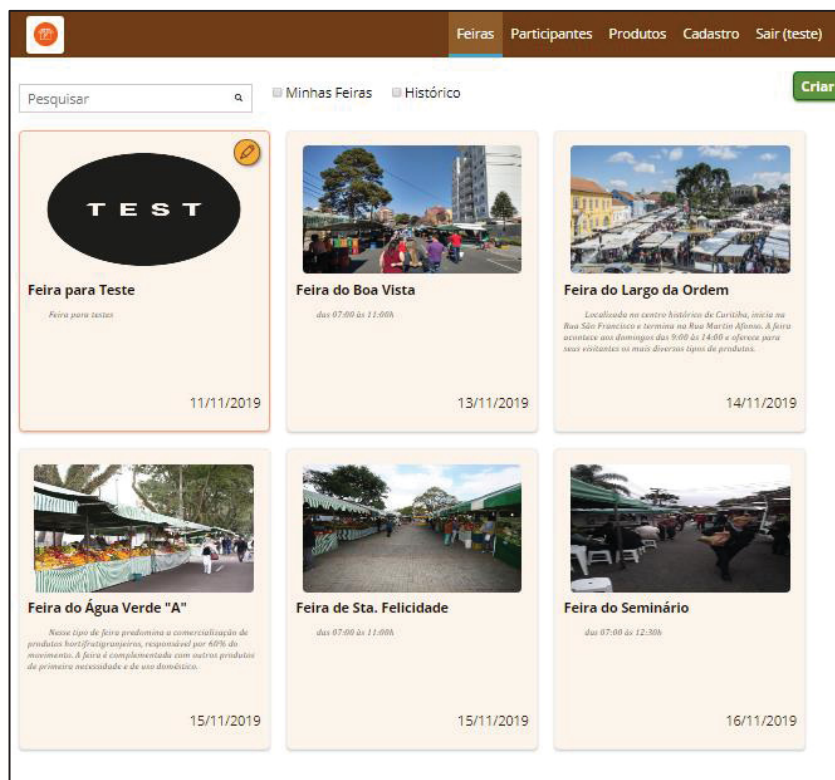 Feiras Participantes Produtos Cadastro Sair (teste)
Pesquisar Minhas Feiras Histórico Criar
TEST
Feira para Teste
Feira para testes
11/11/2019
Feira do Boa Vista
das 07:00 às 11:00h
13/11/2019
Feira do Largo da Ordem
Localizada no centro histórico de Curitiba, inicia na
Rua São Francisco e termina na Rua Martin Afonso. A feira
acontece aos domingos das 9:00 às 14:00 e oferece para
seus visitantes os mais diversos tipos de produtos.
14/11/2019
Feira do Água Verde "A"
Nesse tipo de feira predomina a comercialização de
produtos hortifrutigranjeiros, responsável por 60% do
movimento. A feira é complementada com outros produtos
de primeira necessidade e de uso doméstico.
15/11/2019
Feira de Sta. Felicidade
das 07:00 às 11:00h
15/11/2019
Feira do Seminário
das 07:00 às 12:30h
16/11/2019